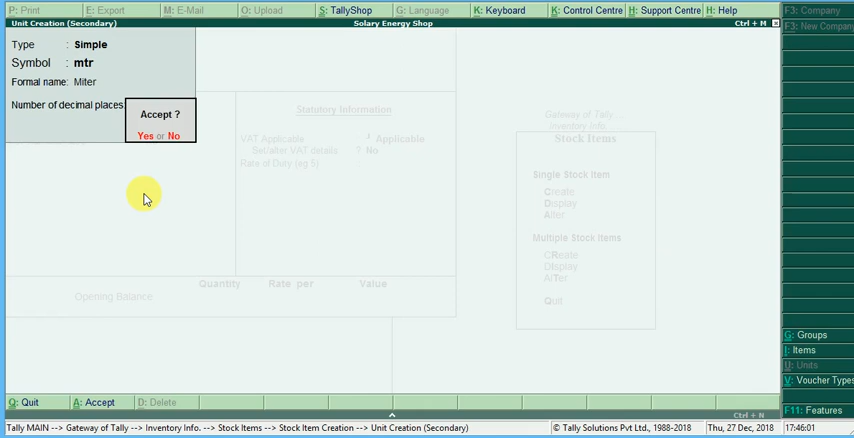 P: Print E: Export M: E-Mail O: Upload S: TallyShop G: Language K: Keyboard K: Control Centre H: Support Centre H: Help F3: Company
Unit Creation (Secondary) Solary Energy Shop Ctrl + M F3: New Company
Type : Simple
Symbol : mtr
Formal name: Miter
Number of decimal places
Accept ?
Yes or No
Statutory Information
VAT Applicable Applicable
Set/alter VAT details ? No
Rate of Duty (eg 5) :
Quantity Rate per Value
Opening Balance
Gateway of Tally ...
Inventory Info.
Stock Items
Single Stock Item
Create
Display
Alter
Multiple Stock Items
CReate
DIsplay
AlTer
Quit
G: Groups
I: Items
U: Units
V: Voucher Types
F11: Features
Q: Quit A: Accept D: Delete
Ctrl + N
Tally MAIN --> Gateway of Tally --> Inventory Info. --> Stock Items --> Stock Item Creation --> Unit Creation (Secondary) © Tally Solutions Pvt Ltd., 1988-2018 Thu, 27 Dec, 2018 17:46:01